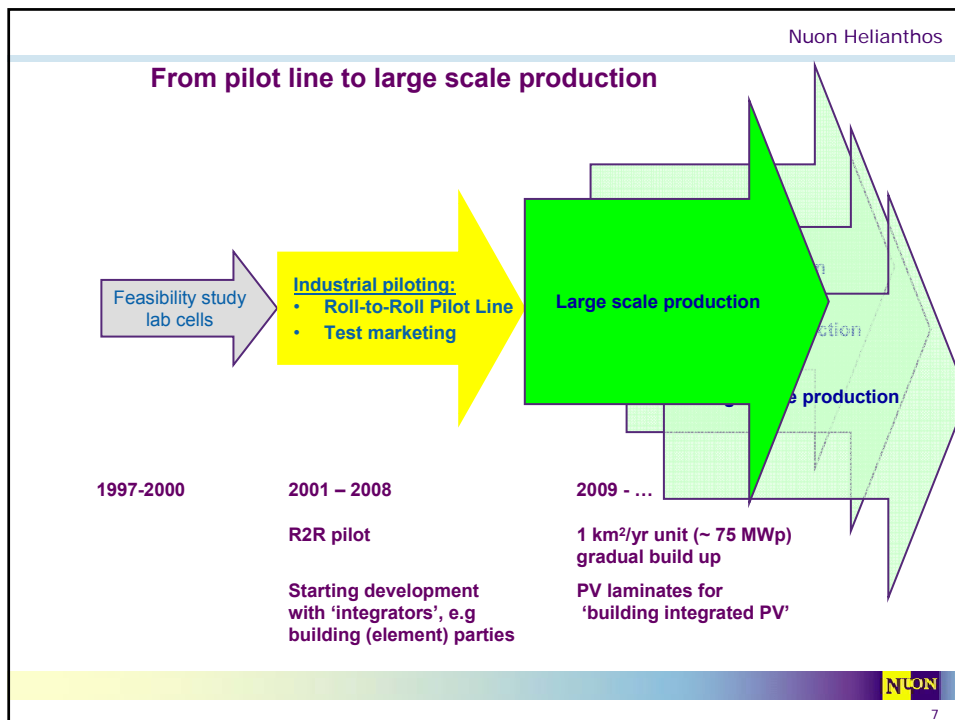 Nuon Helianthos
From pilot line to large scale production
Feasibility study
lab cells
Industrial piloting:
• Roll-to-Roll Pilot Line
• Test marketing
Large scale production
production
1997-2000
2001 – 2008
2009 - …
R2R pilot
1 km²/yr unit (~ 75 MWp)
gradual build up
Starting development
with ‘integrators’, e.g
building (element) parties
PV laminates for
‘building integrated PV’
NUON
7